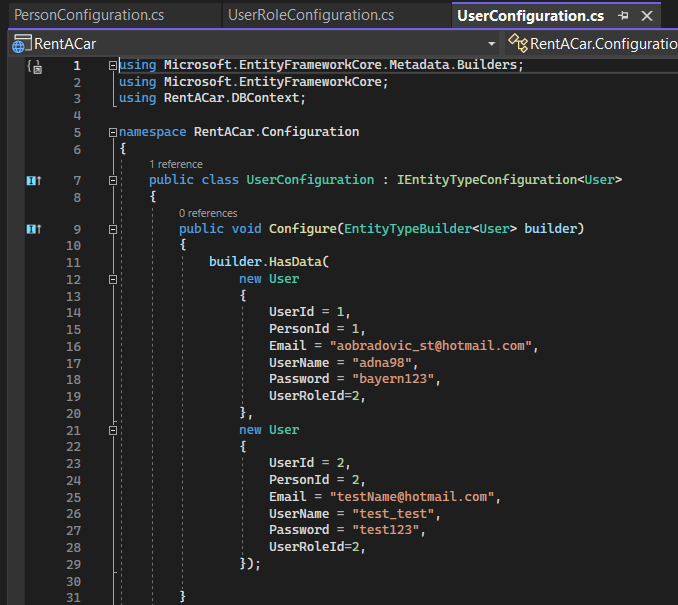 PersonConfiguration.cs UserRoleConfiguration.cs UserConfiguration.cs
RentACar RentACar.Configuratio
1 using Microsoft.EntityFrameworkCore.Metadata.Builders;
2 using Microsoft.EntityFrameworkCore;
3 using RentACar.DBContext;
4
5 namespace RentACar.Configuration
6 {
1 reference
7 public class UserConfiguration : IEntityTypeConfiguration<User>
8 {
0 references
9 public void Configure(EntityTypeBuilder<User> builder)
10 {
11 builder.HasData(
12 new User
13 {
14 UserId = 1,
15 PersonId = 1,
16 Email = "aobradovic_st@hotmail.com",
17 UserName = "adna98",
18 Password = "bayern123",
19 UserRoleId=2,
20 },
21 new User
22 {
23 UserId = 2,
24 PersonId = 2,
25 Email = "testName@hotmail.com",
26 UserName = "test_test",
27 Password = "test123",
28 UserRoleId=2,
29 });
30
31 }